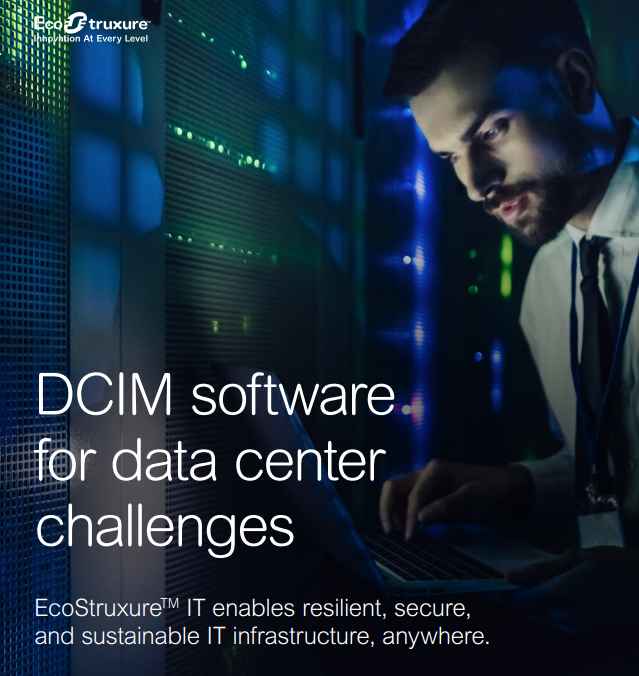 EcoStruxure™
Innovation At Every Level
DCIM software
for data center
challenges
EcoStruxure™ IT enables resilient, secure,
and sustainable IT infrastructure, anywhere.